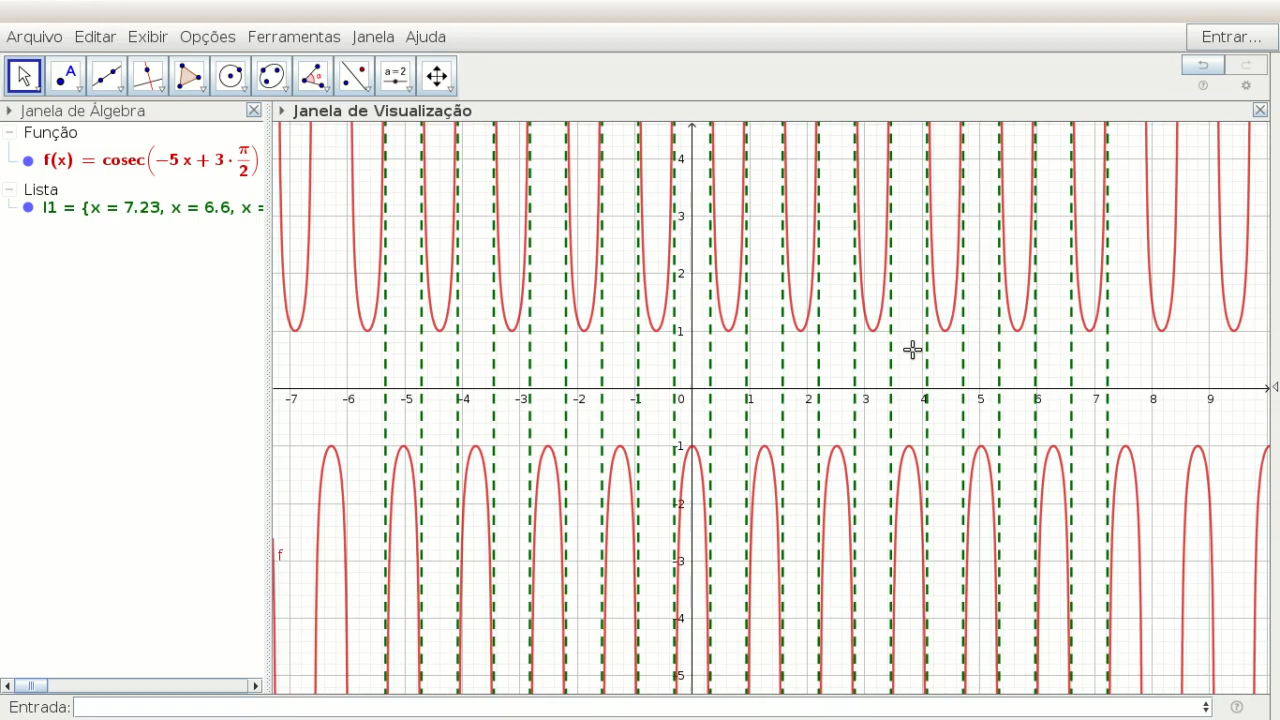 Arquivo Editar Exibir Opções Ferramentas Janela Ajuda Entrar...
A α a=2
Janela de Álgebra
Janela de Visualização
Função
f(x) = cosec(−5 x + 3 · π/2)
Lista
l1 = {x = 7.23, x = 6.6, x =
4
3
2
1
-7 -6 -5 -4 -3 -2 -1 0 1 2 3 4 5 6 7 8 9
-1
-2
-3
f
-4
-5
Entrada: